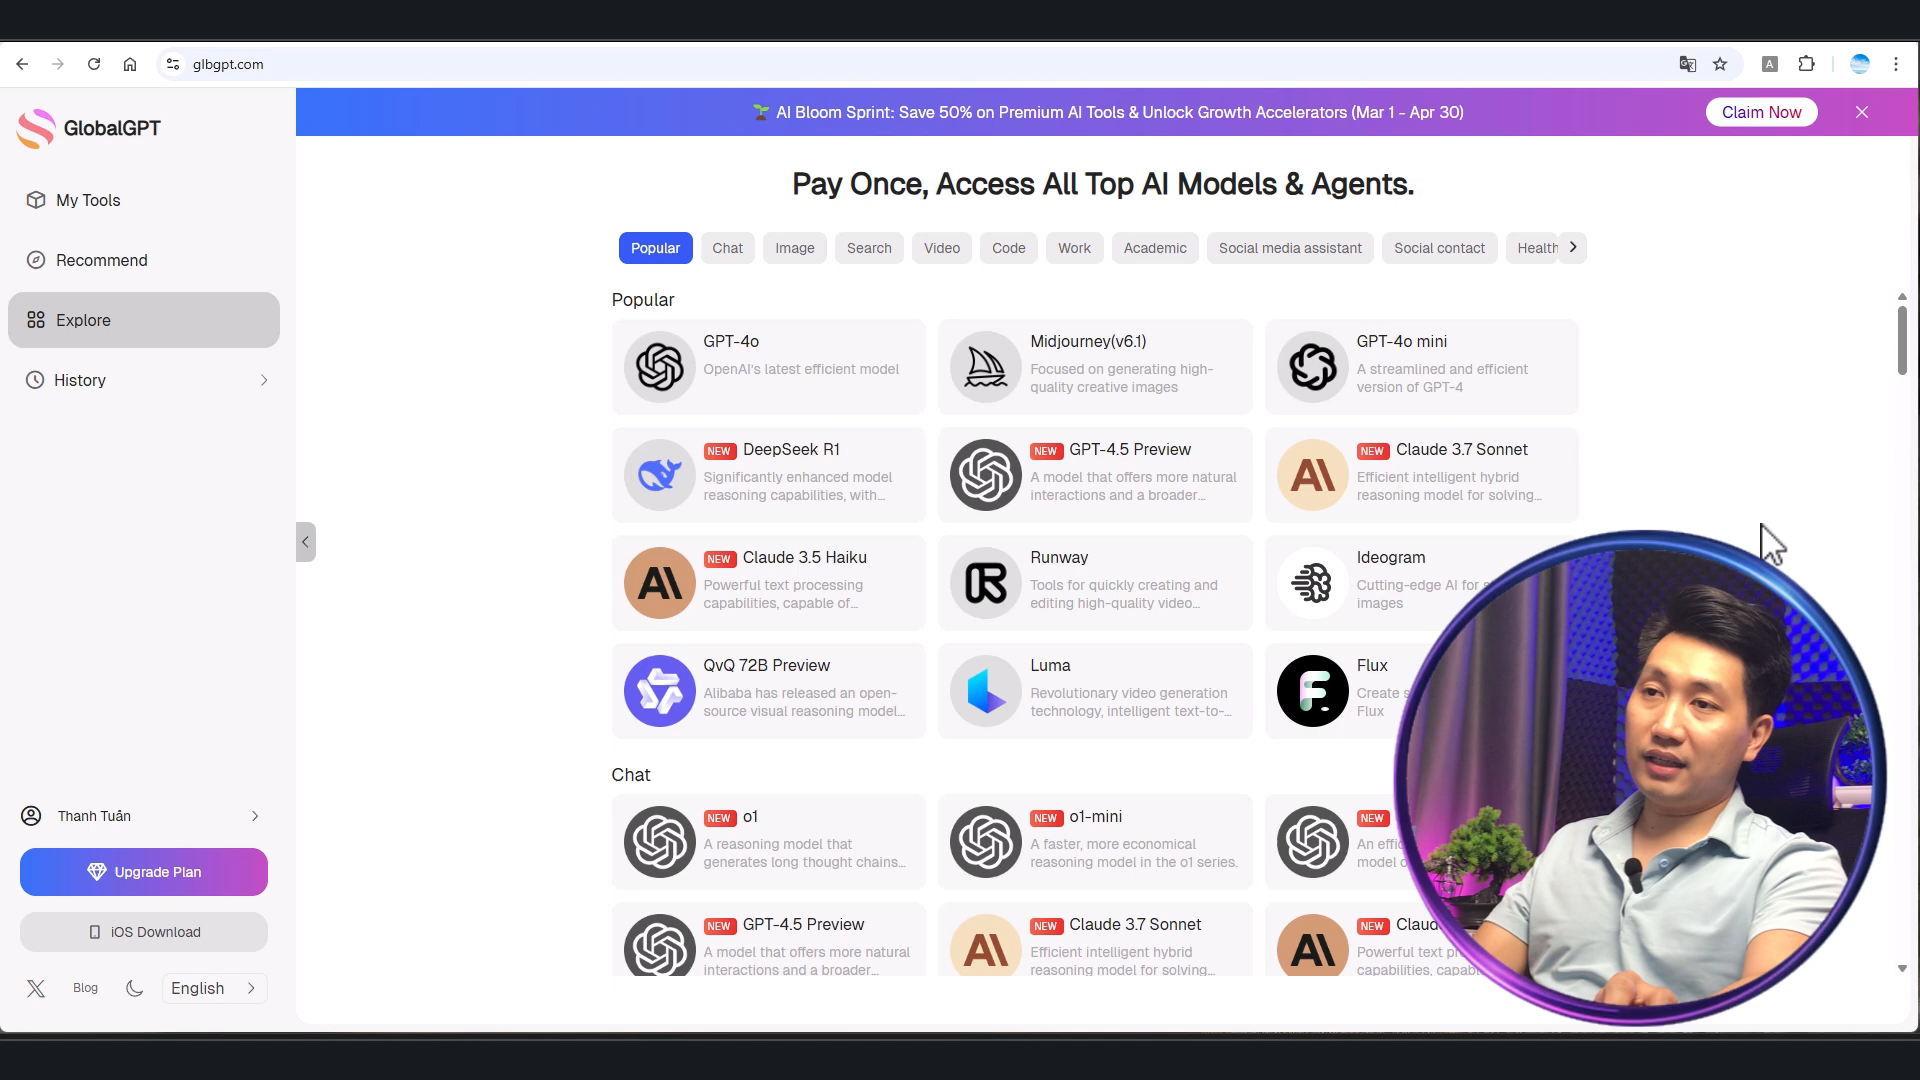 glbgpt.com
A
GlobalGPT
AI Bloom Sprint: Save 50% on Premium AI Tools & Unlock Growth Accelerators (Mar 1 - Apr 30)
Claim Now
My Tools
Recommend
Explore
History
Pay Once, Access All Top AI Models & Agents.
Popular
Chat
Image
Search
Video
Code
Work
Academic
Social media assistant
Social contact
Health
Popular
GPT-4o
OpenAI's latest efficient model
Midjourney(v6.1)
Focused on generating high-
quality creative images
GPT-4o mini
A streamlined and efficient
version of GPT-4
NEW DeepSeek R1
Significantly enhanced model
reasoning capabilities, with...
NEW GPT-4.5 Preview
A model that offers more natural
interactions and a broader...
NEW Claude 3.7 Sonnet
Efficient intelligent hybrid
reasoning model for solving...
NEW Claude 3.5 Haiku
Powerful text processing
capabilities, capable of...
Runway
Tools for quickly creating and
editing high-quality video...
Ideogram
Cutting-edge AI for
images
QvQ 72B Preview
Alibaba has released an open-
source visual reasoning model...
Luma
Revolutionary video generation
technology, intelligent text-to-...
Flux
Create
Flux
Chat
NEW o1
A reasoning model that
generates long thought chains...
NEW o1-mini
A faster, more economical
reasoning model in the o1 series.
NEW
An
model
NEW GPT-4.5 Preview
A model that offers more natural
interactions and a broader...
NEW Claude 3.7 Sonnet
Efficient intelligent hybrid
reasoning model for solving...
NEW
Powerful text
capabilities,
Thanh Tuấn
Upgrade Plan
iOS Download
Blog
English